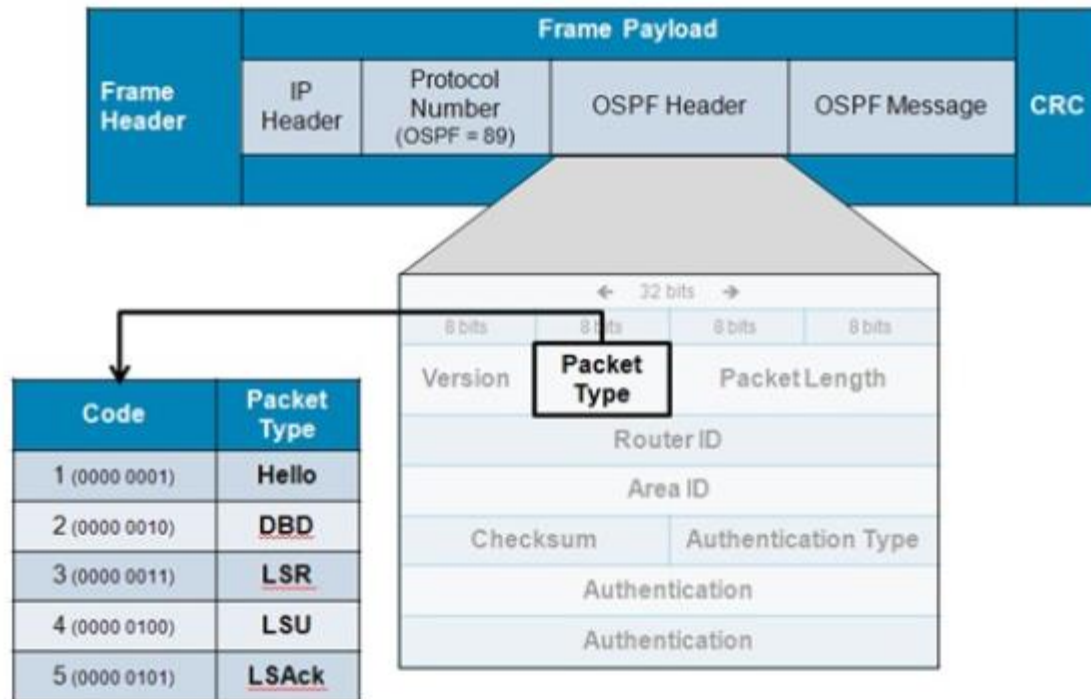 Frame Payload
Frame
Header
IP
Header
Protocol
Number
(OSPF = 89)
OSPF Header
OSPF Message
CRC
← 32 bits →
8 bits 8 bits 8 bits 8 bits
Version
Packet
Type
Packet Length
Router ID
Area ID
Checksum Authentication Type
Authentication
Authentication
Code
Packet
Type
1 (0000 0001) Hello
2 (0000 0010) DBD
3 (0000 0011) LSR
4 (0000 0100) LSU
5 (0000 0101) LSAck